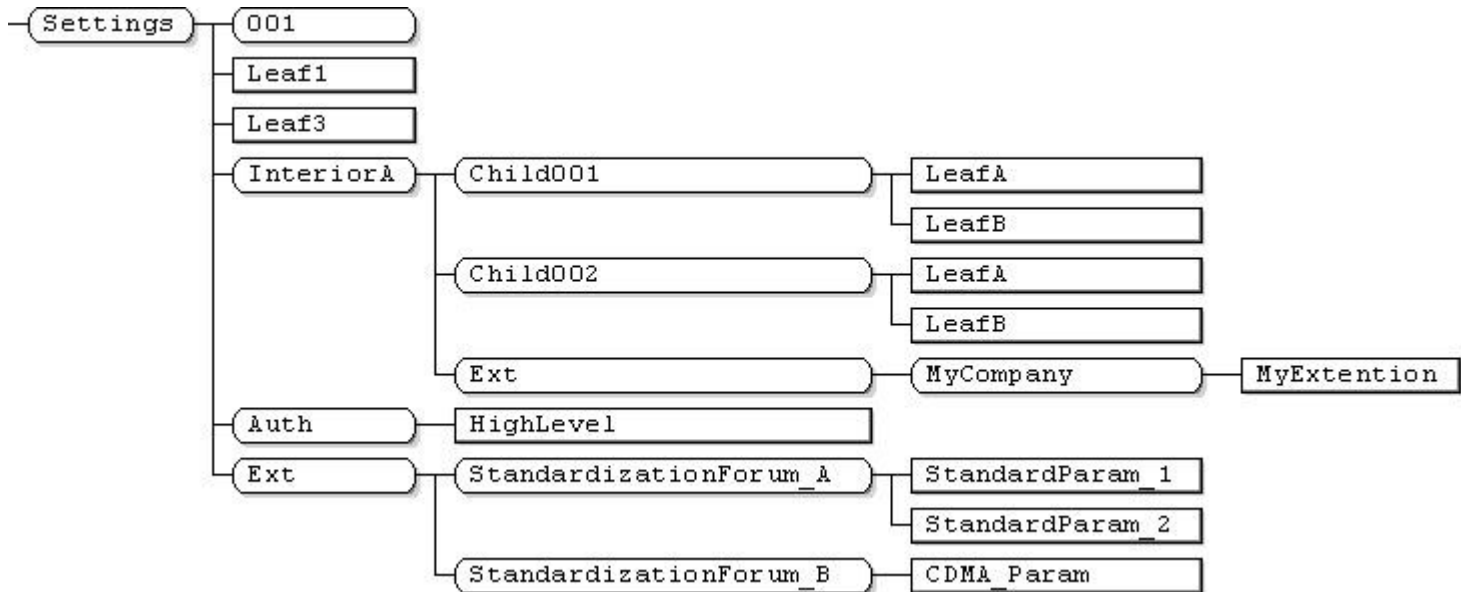 Settings
001
Leaf1
Leaf3
InteriorA
Child001
LeafA
LeafB
Child002
LeafA
LeafB
Ext
MyCompany
MyExtention
Auth
HighLevel
Ext
StandardizationForum_A
StandardParam_1
StandardParam_2
StandardizationForum_B
CDMA_Param